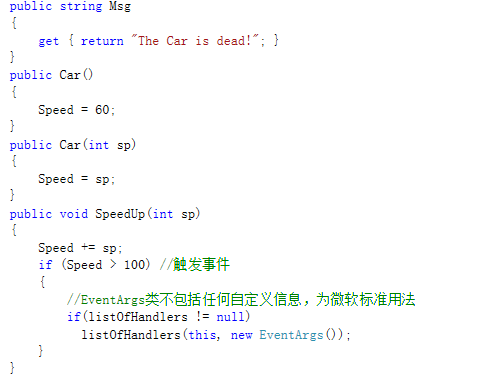 public string Msg
{
get { return "The Car is dead!"; }
}
public Car()
{
Speed = 60;
}
public Car(int sp)
{
Speed = sp;
}
public void SpeedUp(int sp)
{
Speed += sp;
if (Speed > 100) //触发事件
{
//EventArgs类不包括任何自定义信息，为微软标准用法
if(listOfHandlers != null)
listOfHandlers(this, new EventArgs());
}
}